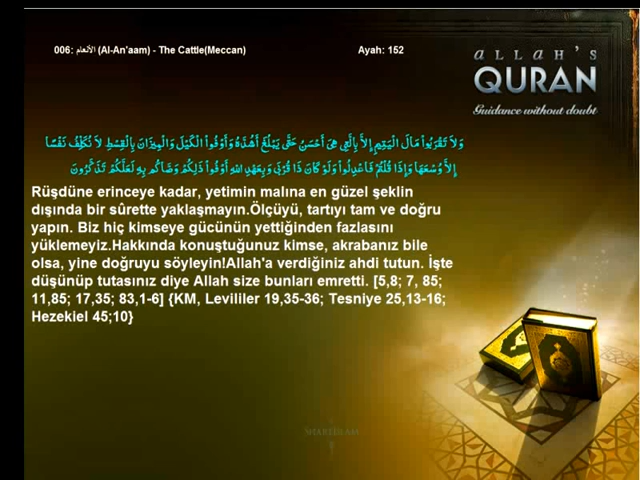 006: الأنعام (Al-An'aam) - The Cattle(Meccan) Ayah: 152
ALLAH'S
QURAN
Guidance without doubt
وَلاَ تَقْرَبُواْ مَالَ الْيَتِيمِ إِلاَّ بِالَّتِي هِيَ أَحْسَنُ حَتَّى يَبْلُغَ أَشُدَّهُ وَأَوْفُواْ الْكَيْلَ وَالْمِيزَانَ بِالْقِسْطِ لاَ نُكَلِّفُ نَفْسًا
إِلاَّ وُسْعَهَا وَإِذَا قُلْتُمْ فَاعْدِلُواْ وَلَوْ كَانَ ذَا قُرْبَى وَبِعَهْدِ اللهِ أَوْفُواْ ذَلِكُمْ وَصَّاكُم بِهِ لَعَلَّكُمْ تَذَكَّرُونَ
Rüşdüne erinceye kadar, yetimin malına en güzel şeklin
dışında bir sûrette yaklaşmayın.Ölçüyü, tartıyı tam ve doğru
yapın. Biz hiç kimseye gücünün yettiğinden fazlasını
yüklemeyiz.Hakkında konuştuğunuz kimse, akrabanız bile
olsa, yine doğruyu söyleyin!Allah'a verdiğiniz ahdi tutun. İşte
düşünüp tutasınız diye Allah size bunları emretti. [5,8; 7, 85;
11,85; 17,35; 83,1-6] {KM, Levililer 19,35-36; Tesniye 25,13-16;
Hezekiel 45;10}